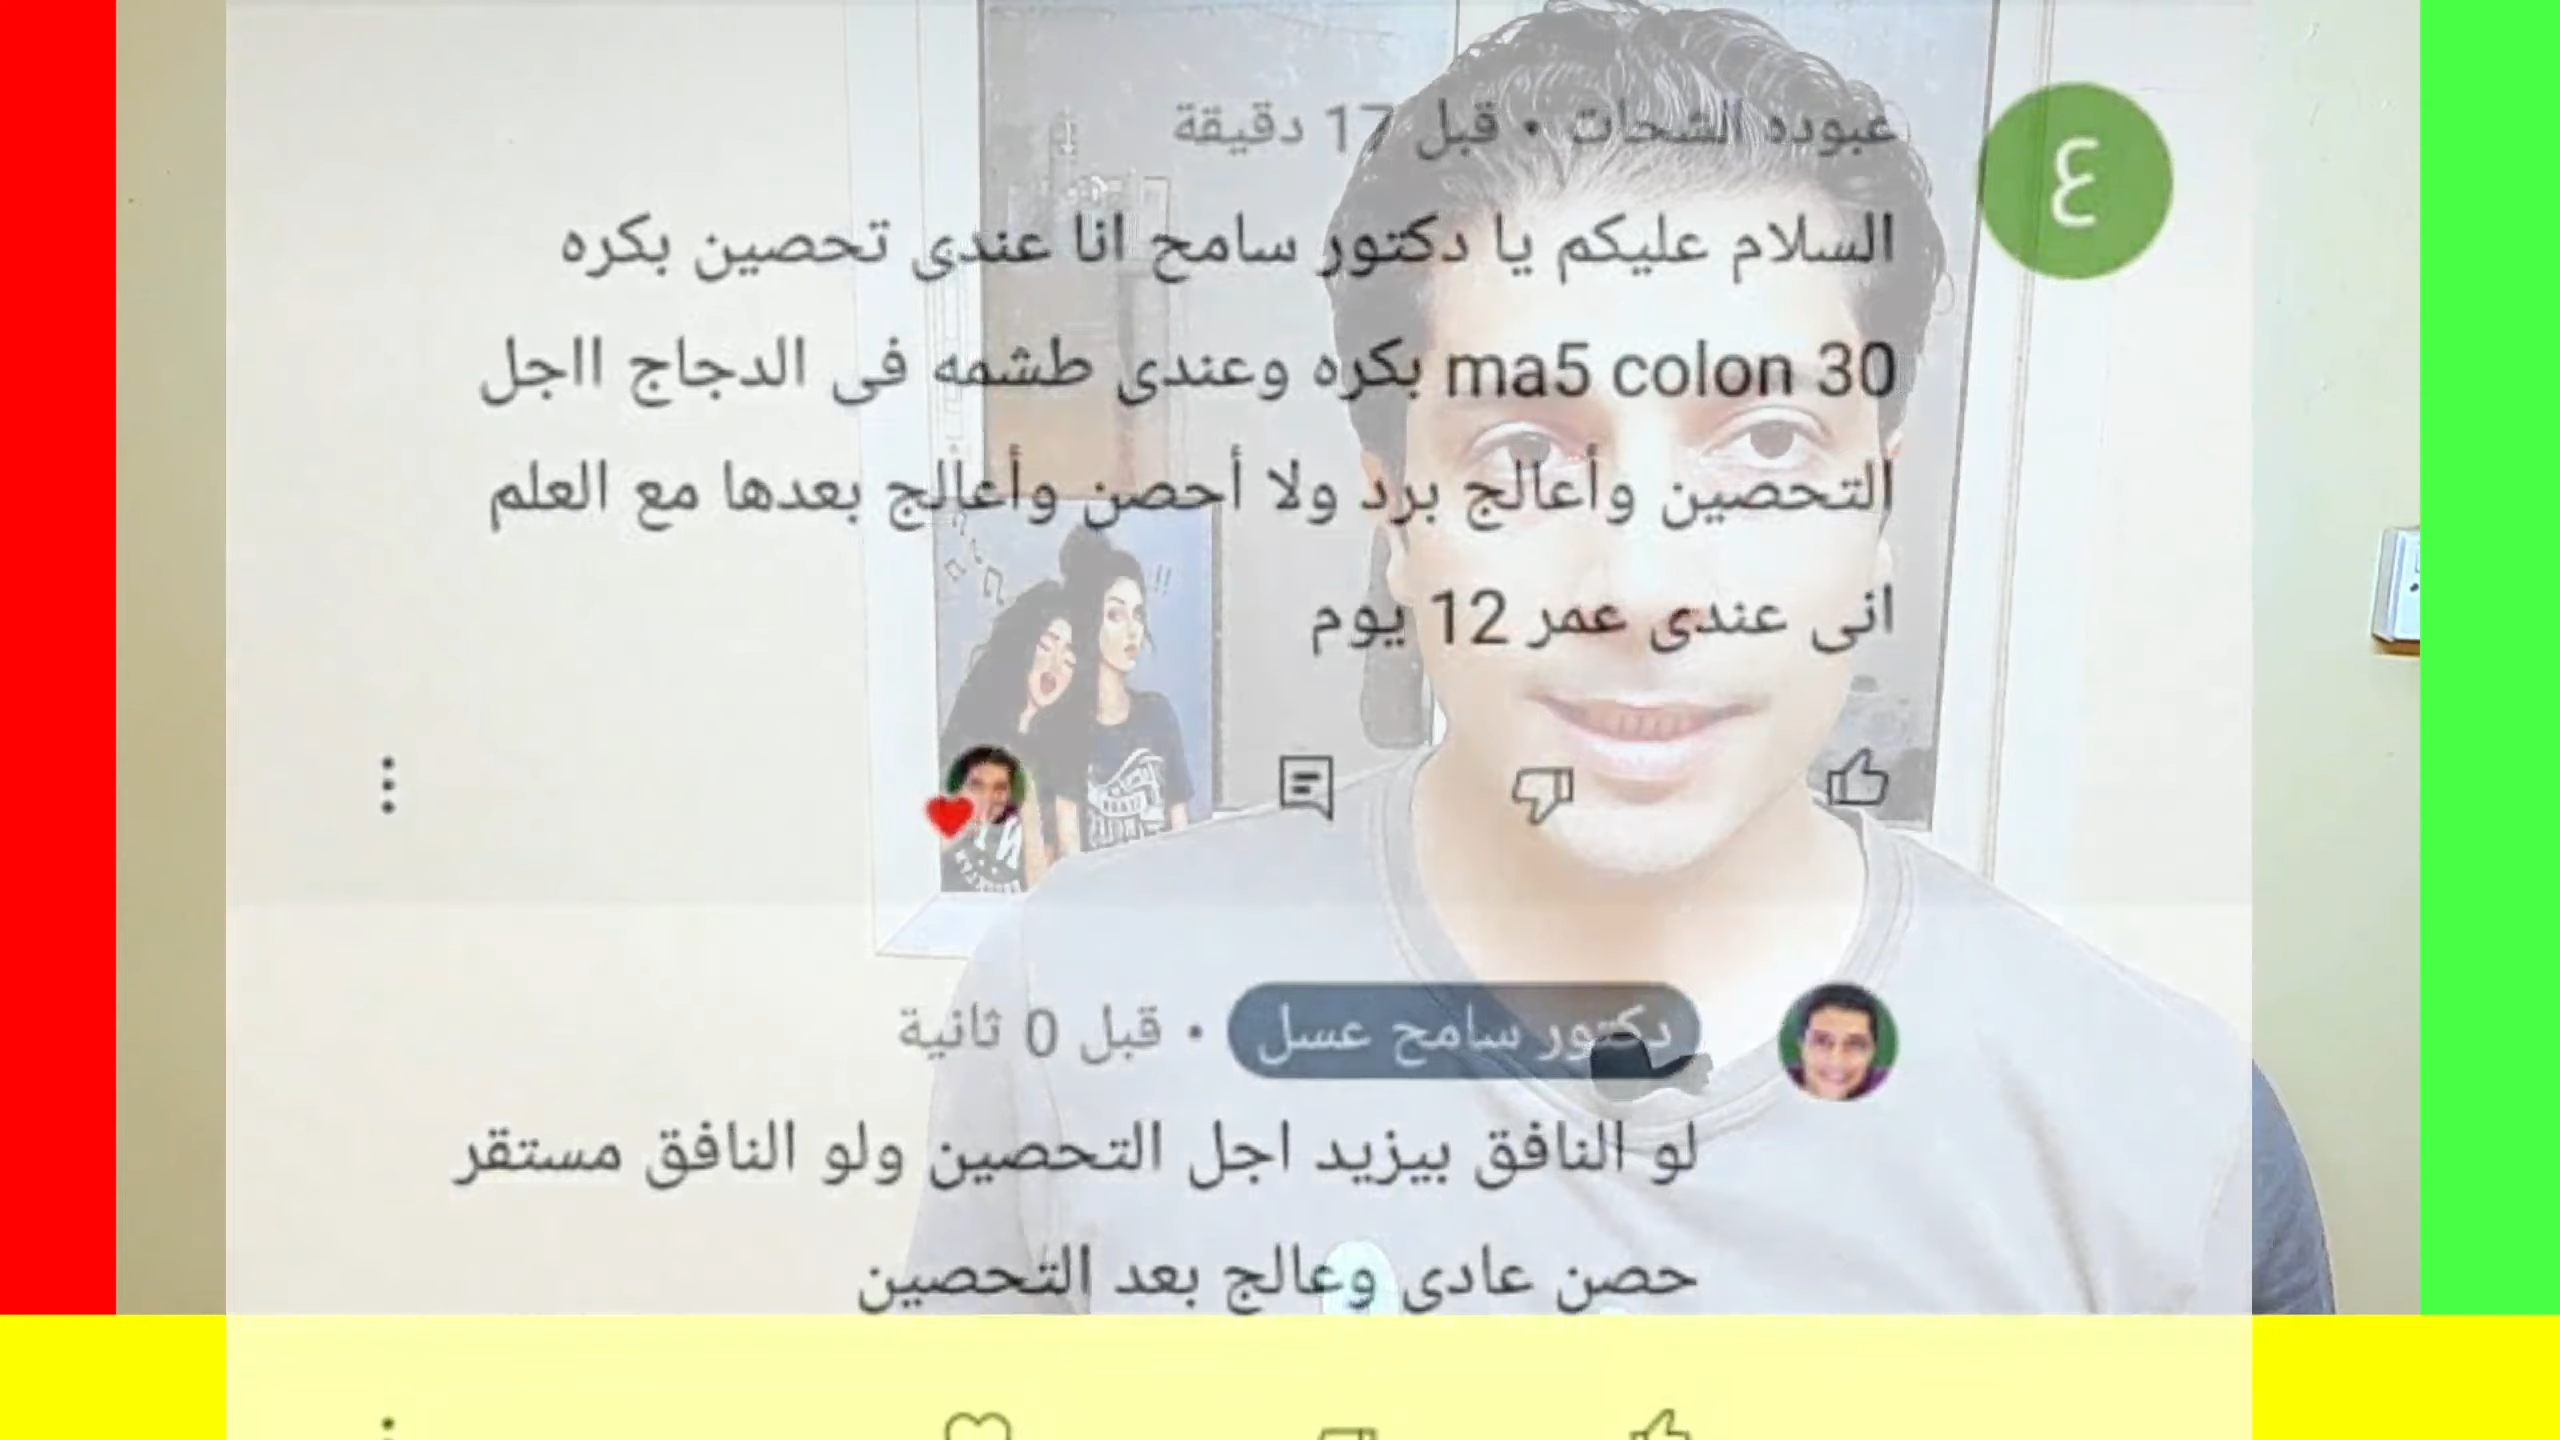 ع
عبوده الشحات • قبل 17 دقيقة
السلام عليكم يا دكتور سامح انا عندى تحصين بكره
ma5 colon 30 بكره وعندى طشمه فى الدجاج ااجل
التحصين وأعالج برد ولا أحصن وأعالج بعدها مع العلم
انى عندى عمر 12 يوم
!!
دكتور سامح عسل • قبل 0 ثانية
لو النافق بيزيد اجل التحصين ولو النافق مستقر
حصن عادى وعالج بعد التحصين